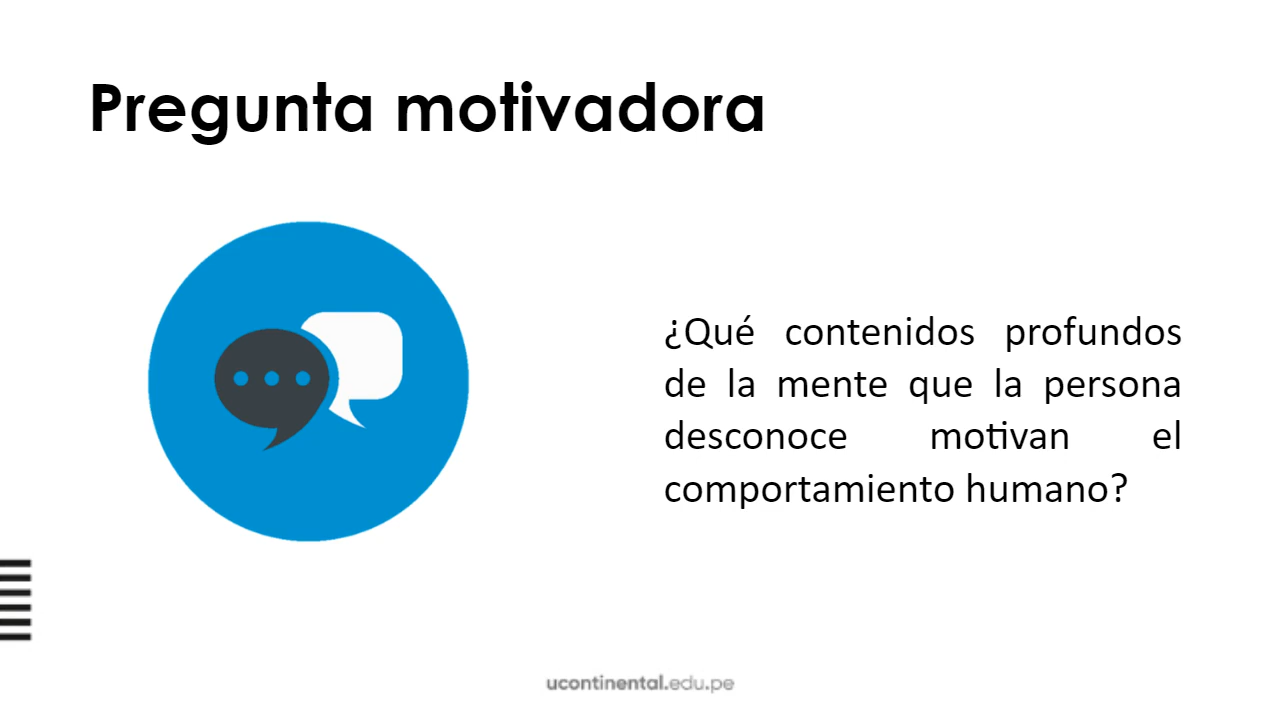 Pregunta motivadora
¿Qué contenidos profundos
de la mente que la persona
desconoce motivan el
comportamiento humano?
ucontinental.edu.pe